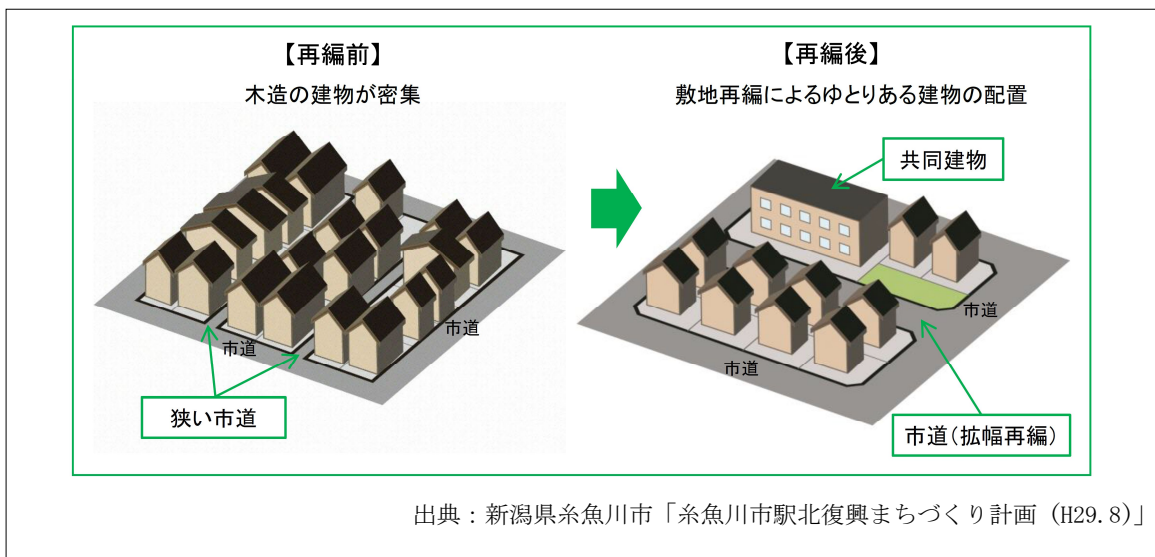 【再編前】
木造の建物が密集
市道
市道
狭い市道
【再編後】
敷地再編によるゆとりある建物の配置
共同建物
市道
市道
市道(拡幅再編)
出典：新潟県糸魚川市「糸魚川市駅北復興まちづくり計画 (H29.8)」